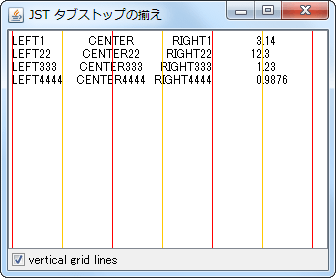 JST タブストップの揃え
LEFT1 CENTER RIGHT1 3.14
LEFT22 CENTER22 RIGHT22 12.3
LEFT333 CENTER333 RIGHT333 1.23
LEFT4444 CENTER4444 RIGHT4444 0.9876
vertical grid lines